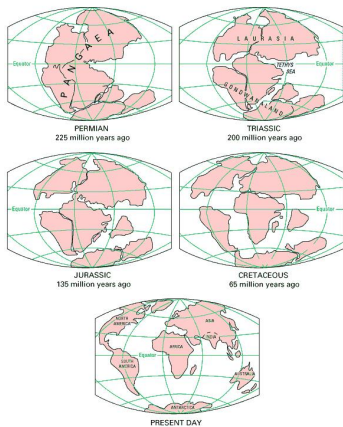 PANGAEA
Equator
PERMIAN
225 million years ago
LAURASIA
TETHYS
SEA
Equator
GONDWANALAND
TRIASSIC
200 million years ago
Equator
JURASSIC
135 million years ago
Equator
CRETACEOUS
65 million years ago
NORTH
AMERICA
ASIA
INDIA
AFRICA
Equator
SOUTH
AMERICA
AUSTRALIA
ANTARCTICA
PRESENT DAY